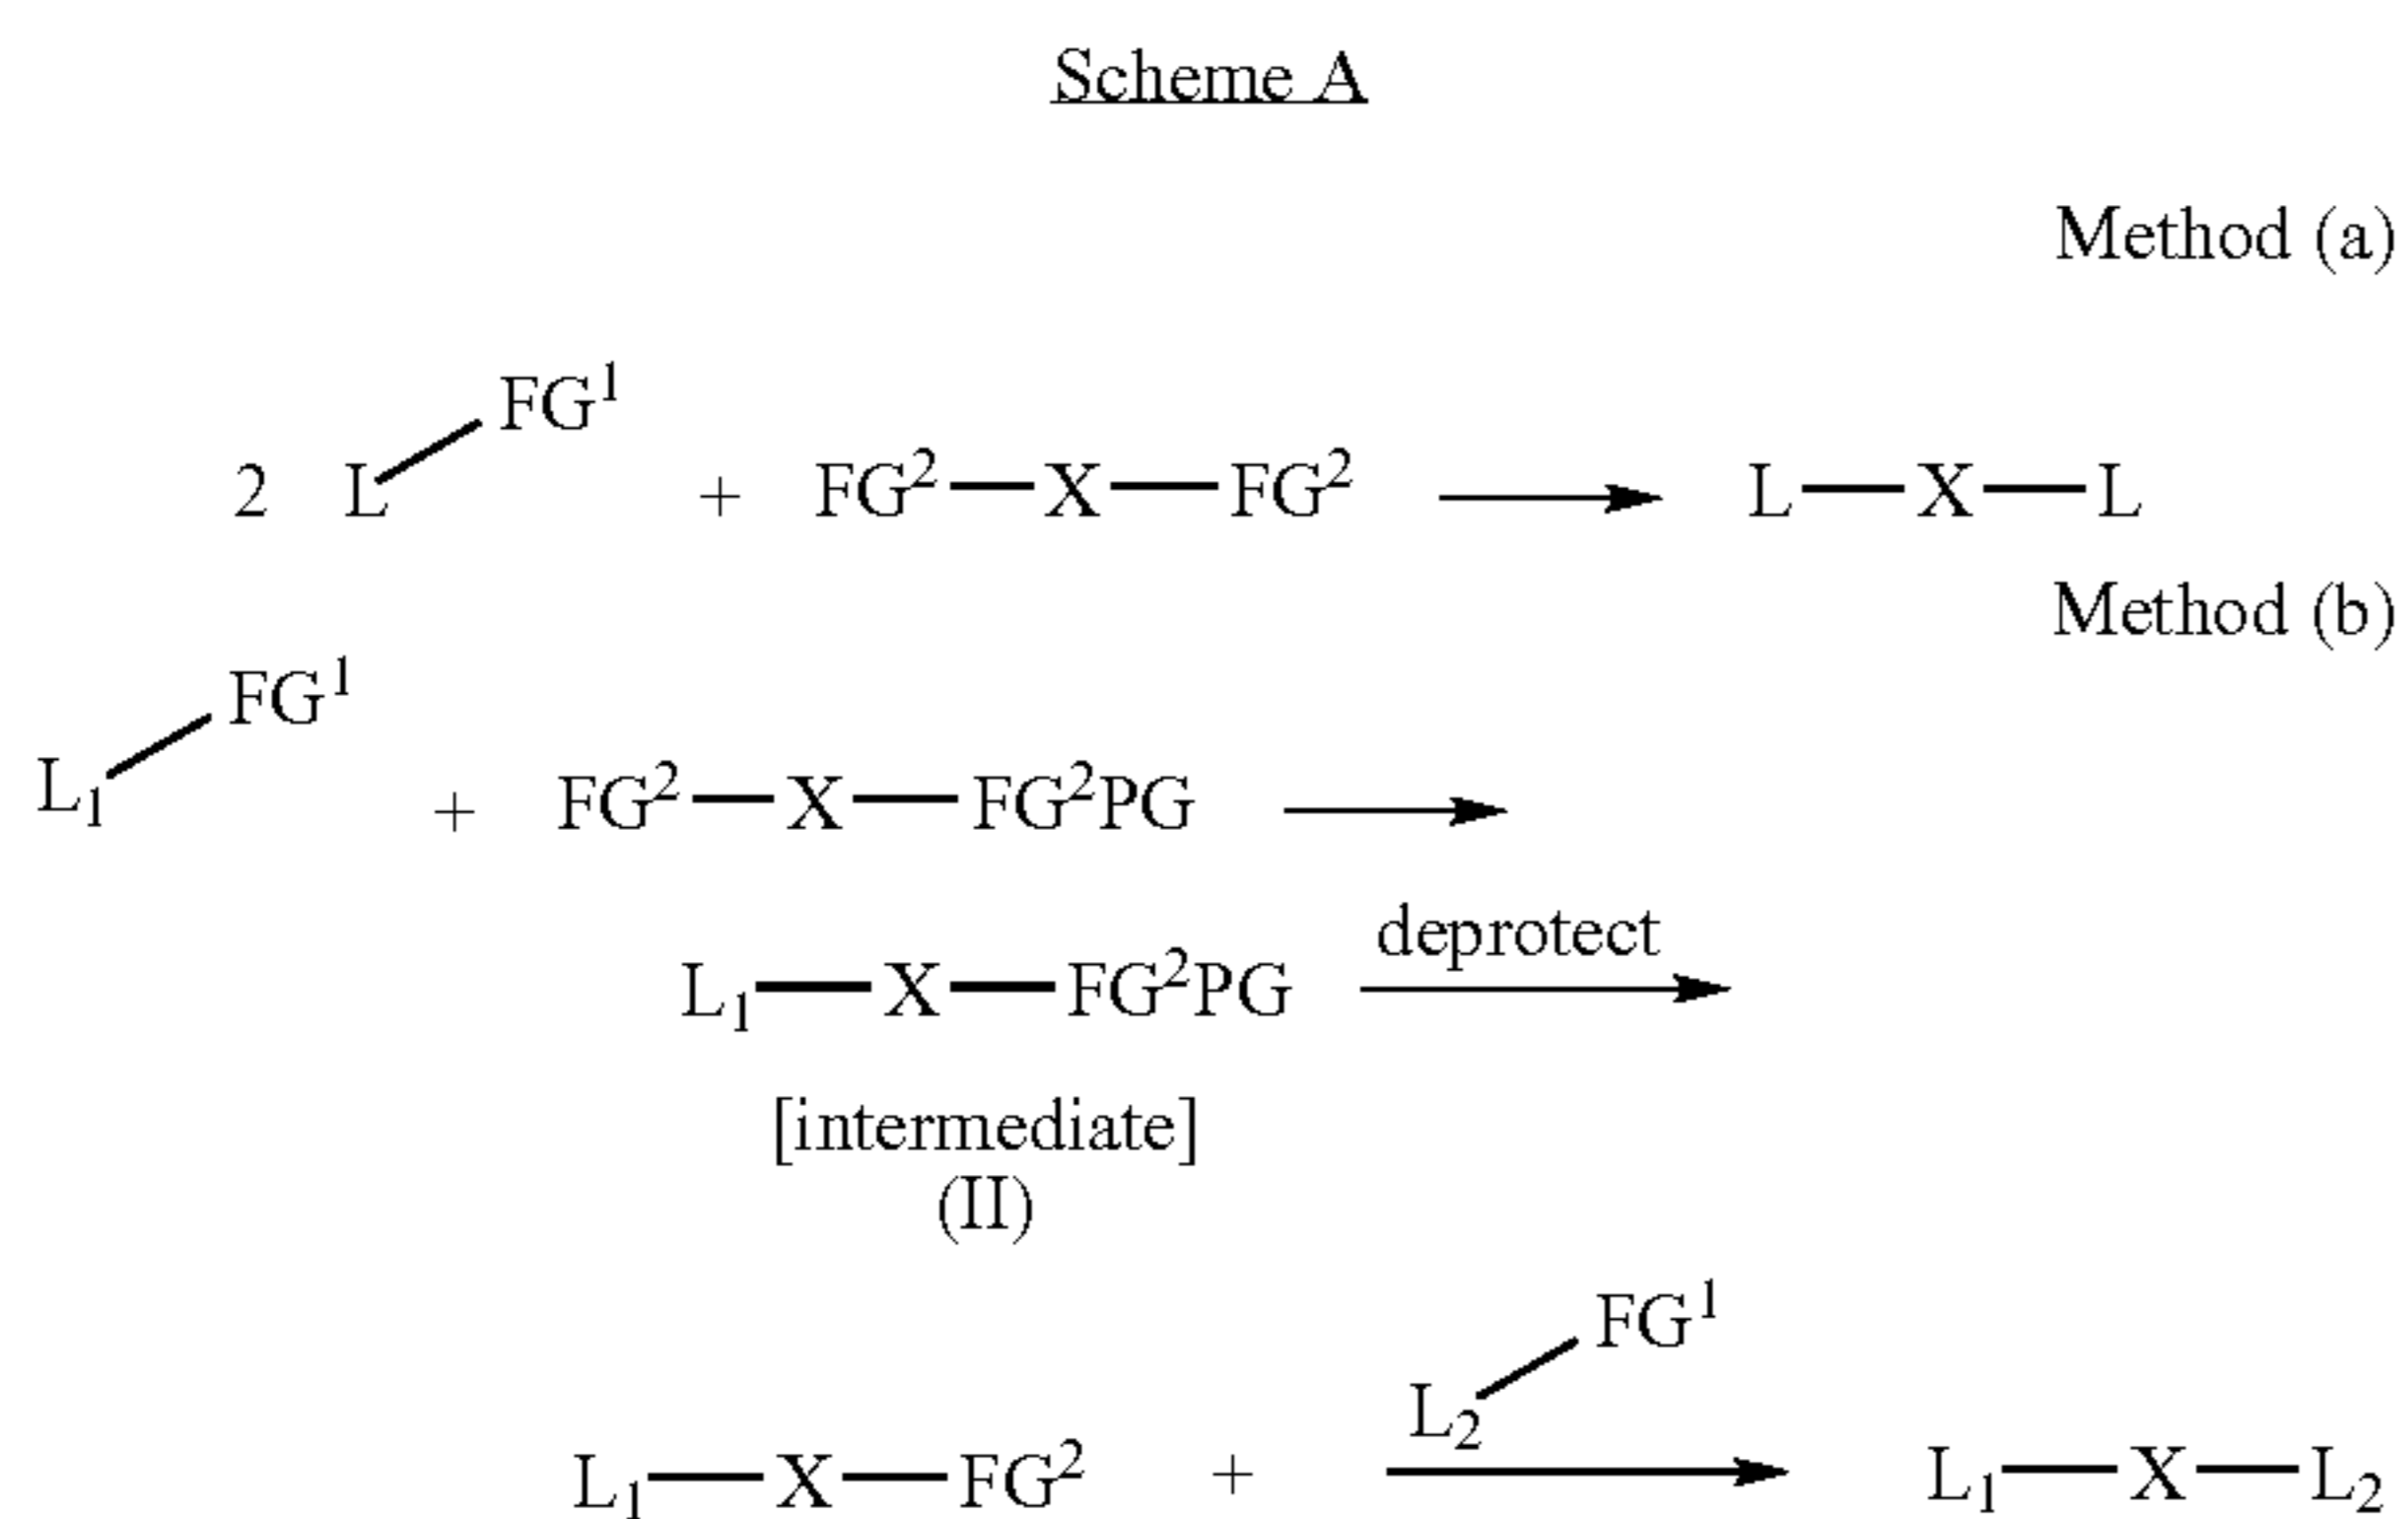 Scheme A
Method (a)
2 L—FG¹ + FG²—X—FG² ⟶ L—X—L
Method (b)
L₁—FG¹ + FG²—X—FG²PG ⟶
L₁—X—FG²PG deprotect ⟶
[intermediate]
(II)
L₁—X—FG² + L₂—FG¹ ⟶ L₁—X—L₂